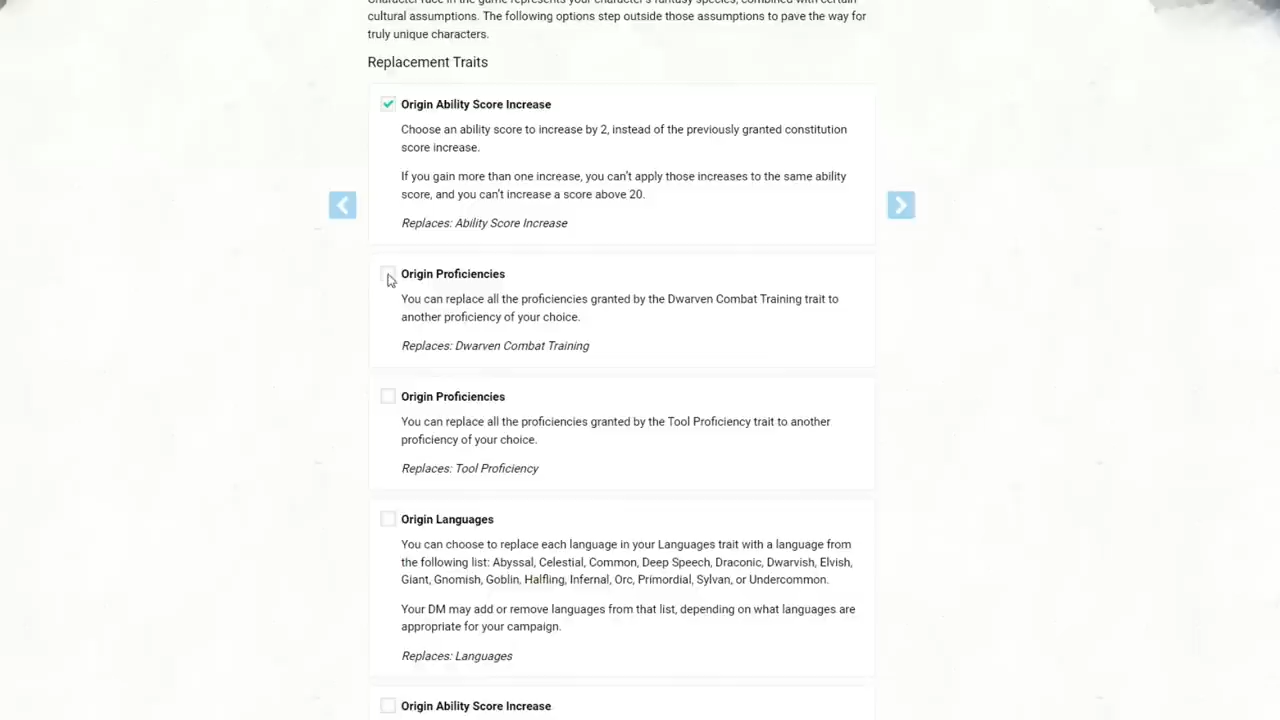 Character race in the game represents your character's fantasy species, combined with certain
cultural assumptions. The following options step outside those assumptions to pave the way for
truly unique characters.
Replacement Traits
Origin Ability Score Increase
Choose an ability score to increase by 2, instead of the previously granted constitution
score increase.
If you gain more than one increase, you can't apply those increases to the same ability
score, and you can't increase a score above 20.
Replaces: Ability Score Increase
Origin Proficiencies
You can replace all the proficiencies granted by the Dwarven Combat Training trait to
another proficiency of your choice.
Replaces: Dwarven Combat Training
Origin Proficiencies
You can replace all the proficiencies granted by the Tool Proficiency trait to another
proficiency of your choice.
Replaces: Tool Proficiency
Origin Languages
You can choose to replace each language in your Languages trait with a language from
the following list: Abyssal, Celestial, Common, Deep Speech, Draconic, Dwarvish, Elvish,
Giant, Gnomish, Goblin, Halfling, Infernal, Orc, Primordial, Sylvan, or Undercommon.
Your DM may add or remove languages from that list, depending on what languages are
appropriate for your campaign.
Replaces: Languages
Origin Ability Score Increase